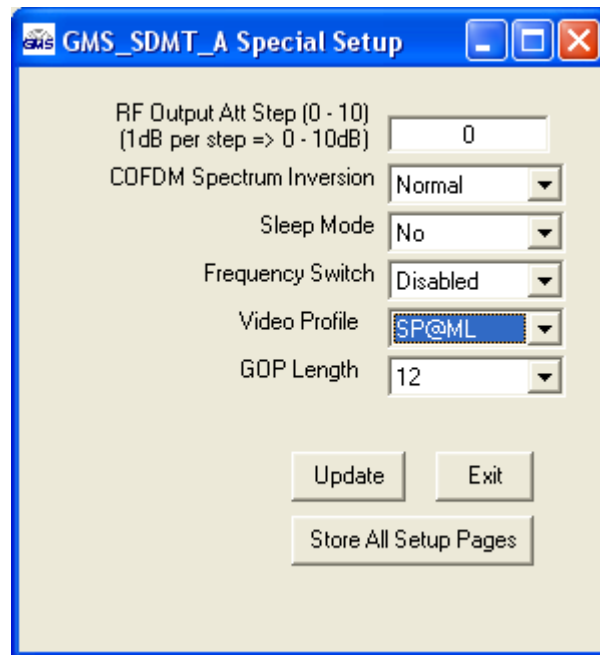 GMS GMS_SDMT_A Special Setup
RF Output Att Step (0 - 10)
(1dB per step => 0 - 10dB) 0
COFDM Spectrum Inversion Normal
Sleep Mode No
Frequency Switch Disabled
Video Profile SP@ML
GOP Length 12
Update Exit
Store All Setup Pages